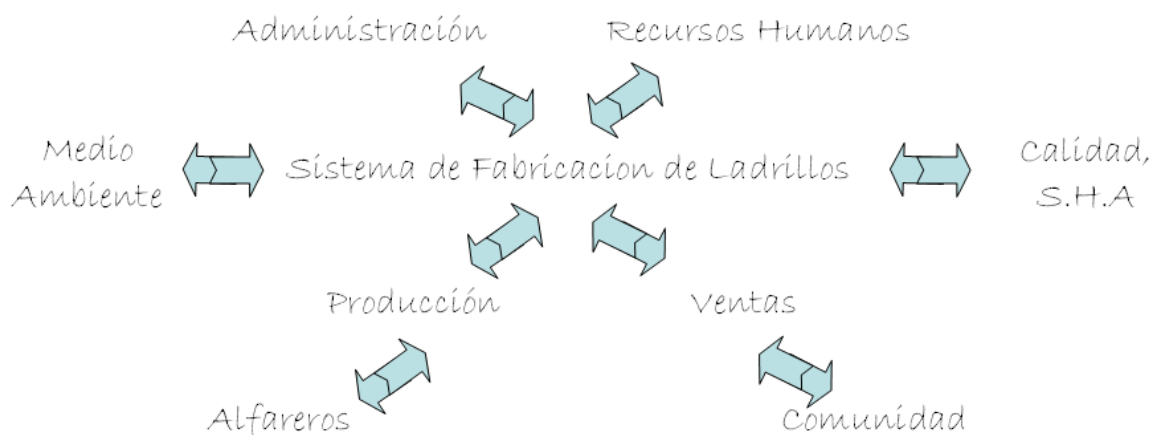 Administración
Recursos Humanos
Medio
Ambiente
Sistema de Fabricacion de Ladrillos
Calidad,
S.H.A
Producción
Ventas
Alfareros
Comunidad